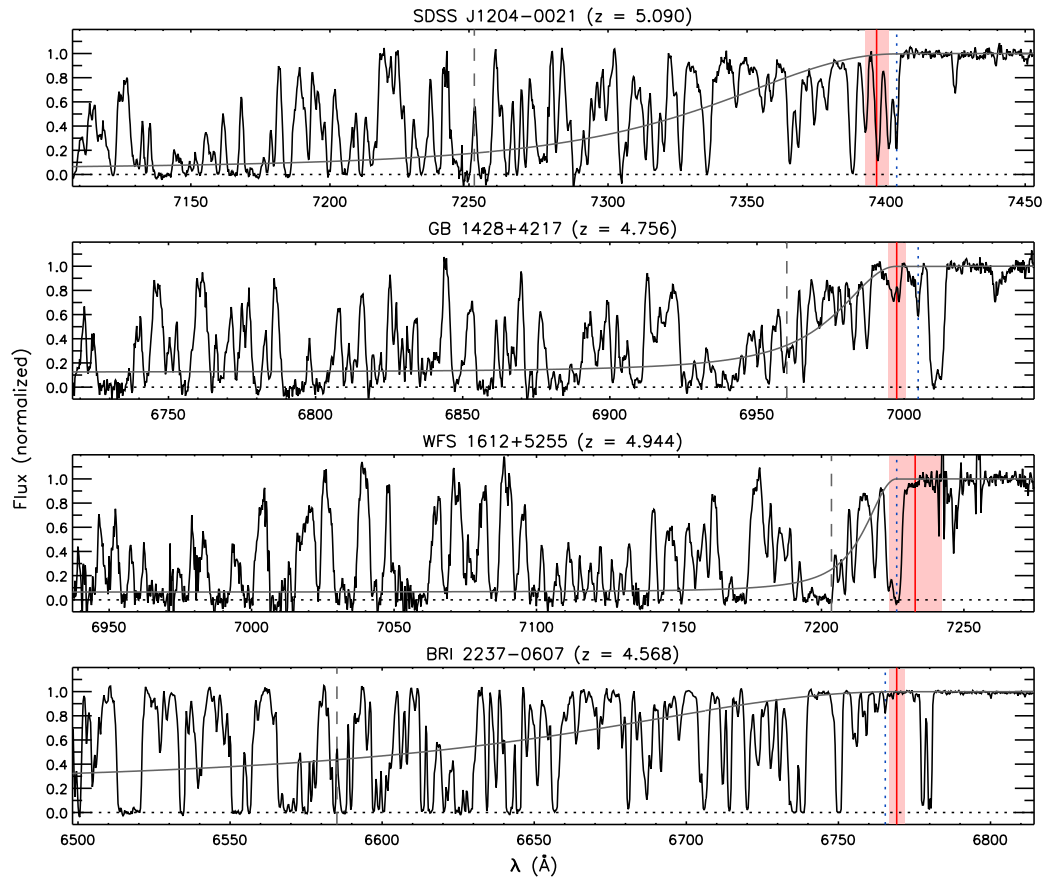 SDSS J1204−0021 (z = 5.090)
1.0
0.8
0.6
0.4
0.2
0.0
7150 7200 7250 7300 7350 7400 7450
GB 1428+4217 (z = 4.756)
1.0
0.8
0.6
0.4
0.2
0.0
6750 6800 6850 6900 6950 7000
Flux (normalized)
WFS 1612+5255 (z = 4.944)
1.0
0.8
0.6
0.4
0.2
0.0
6950 7000 7050 7100 7150 7200 7250
BRI 2237−0607 (z = 4.568)
1.0
0.8
0.6
0.4
0.2
0.0
6500 6550 6600 6650 6700 6750 6800
λ (Å)